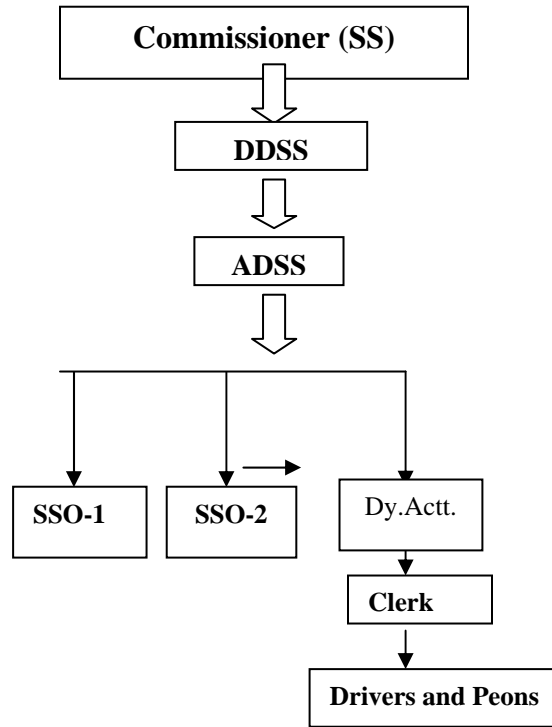 Commissioner (SS)
DDSS
ADSS
SSO-1
SSO-2
Dy.Actt.
Clerk
Drivers and Peons